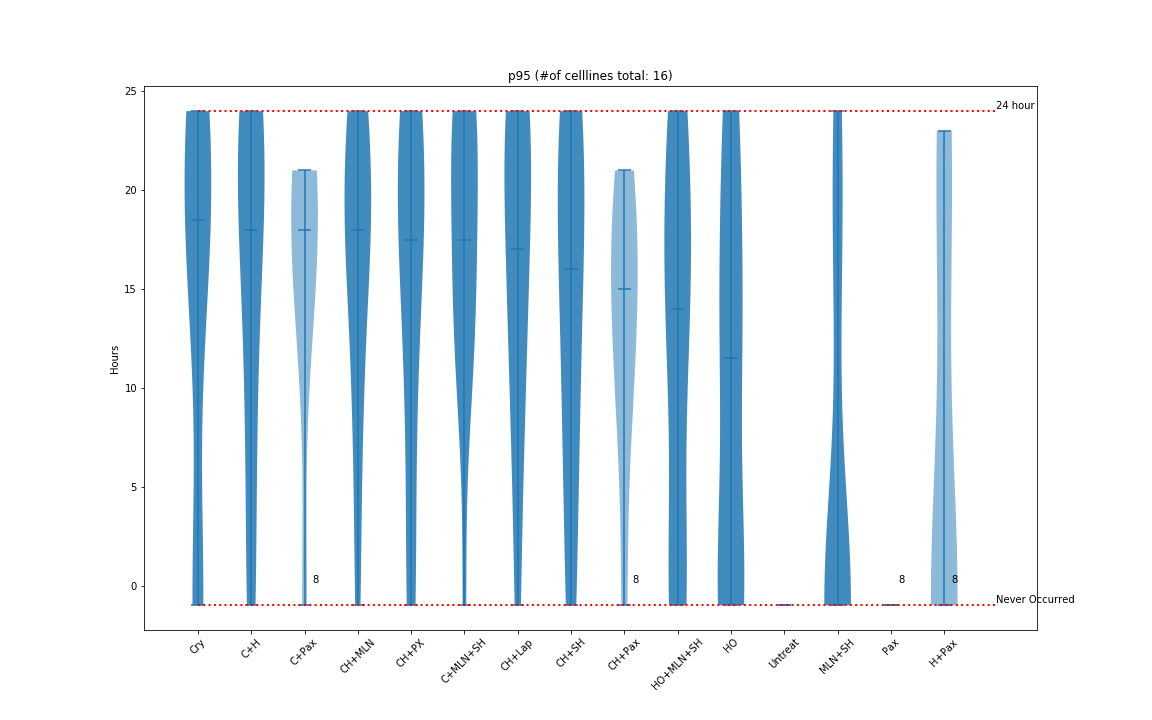 p95 (#of celllines total: 16)
25
24 hour
20
15
Hours
10
5
8
8
8
8
0
Never Occurred
Cry
C+H
C+Pax
CH+MLN
CH+PX
C+MLN+SH
CH+Lap
CH+SH
CH+Pax
HO+MLN+SH
HO
Untreat
MLN+SH
Pax
H+Pax